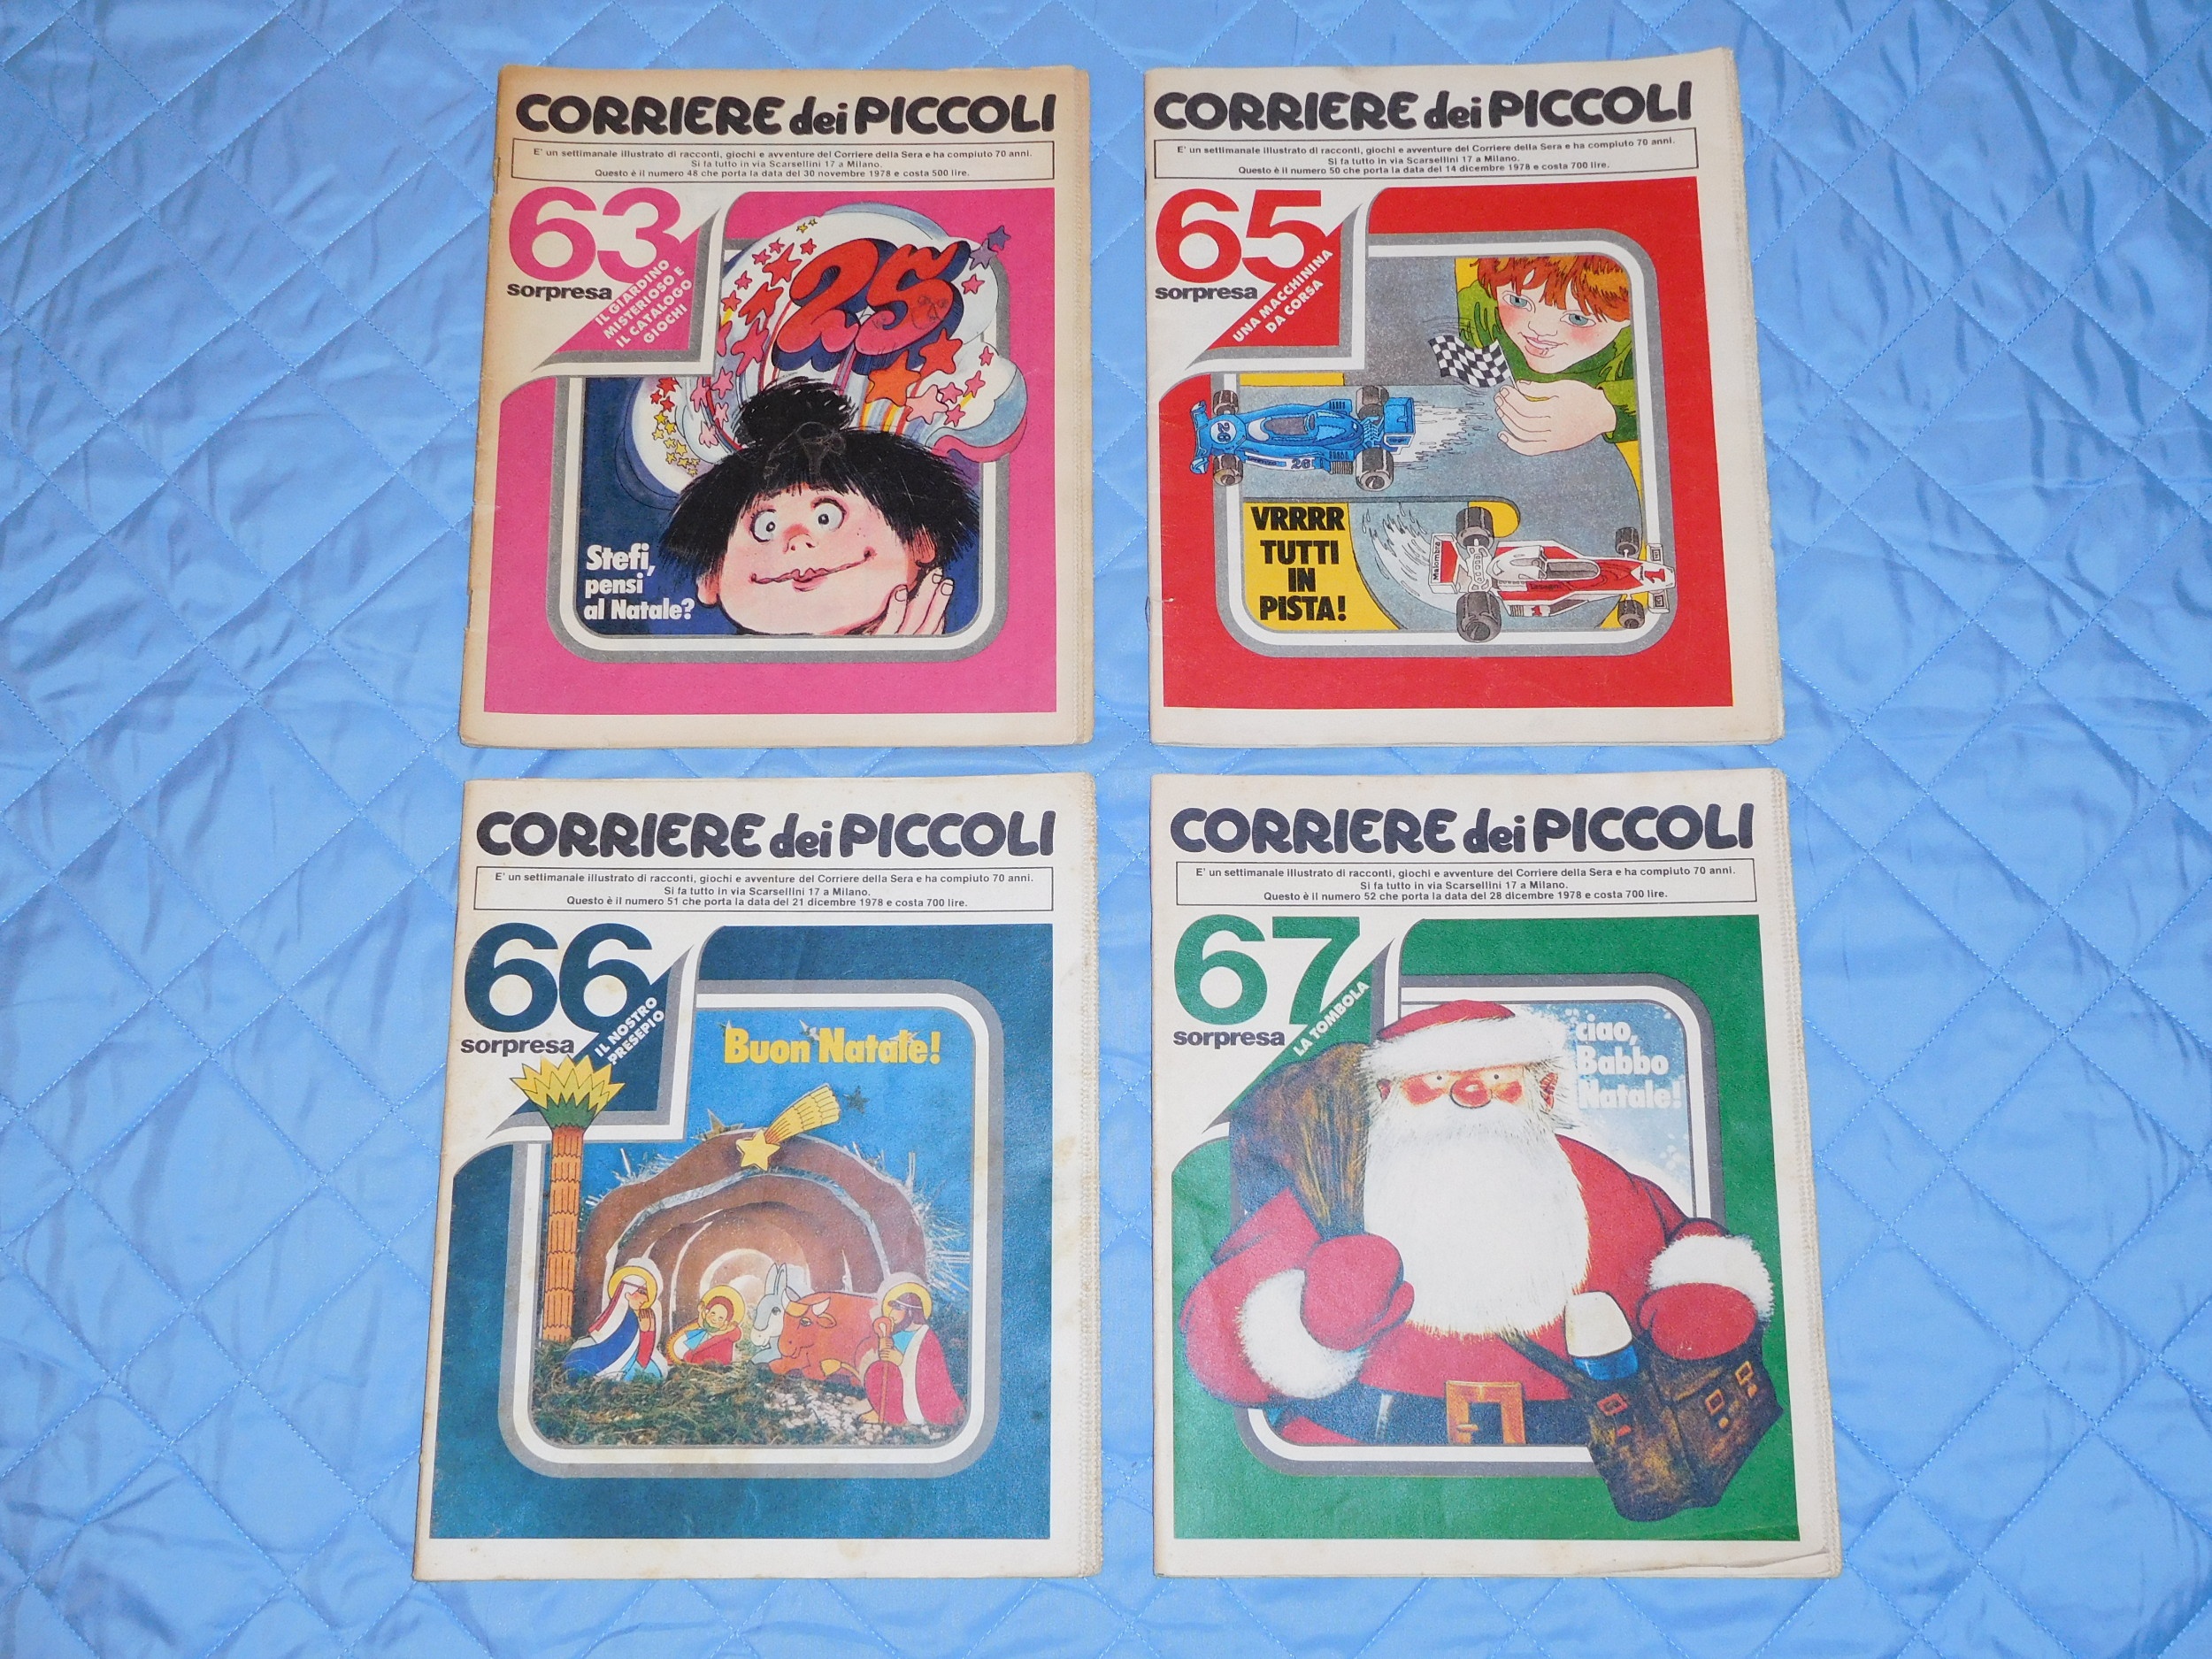 CORRIERE dei PICCOLI
E' un settimanale illustrato di racconti, giochi e avventure del Corriere della Sera e ha compiuto 70 anni.
Si fa tutto in via Scarsellini 17 a Milano.
Questo è il numero 48 che porta la data del 30 novembre 1978 e costa 500 lire.
63
sorpresa
IL GIARDINO
MISTERIOSO E
IL CATALOGO
GIOCHI
25
Stefi,
pensi
al Natale?
CORRIERE dei PICCOLI
E' un settimanale illustrato di racconti, giochi e avventure del Corriere della Sera e ha compiuto 70 anni.
Si fa tutto in via Scarsellini 17 a Milano.
Questo è il numero 50 che porta la data del 14 dicembre 1978 e costa 700 lire.
65
sorpresa
UNA MACCHININA
DA CORSA
26
26
VRRRR
TUTTI
IN
PISTA!
1
1
CORRIERE dei PICCOLI
E' un settimanale illustrato di racconti, giochi e avventure del Corriere della Sera e ha compiuto 70 anni.
Si fa tutto in via Scarsellini 17 a Milano.
Questo è il numero 51 che porta la data del 21 dicembre 1978 e costa 700 lire.
66
sorpresa
IL NOSTRO
PRESEPIO
Buon Natale!
CORRIERE dei PICCOLI
E' un settimanale illustrato di racconti, giochi e avventure del Corriere della Sera e ha compiuto 70 anni.
Si fa tutto in via Scarsellini 17 a Milano.
Questo è il numero 52 che porta la data del 28 dicembre 1978 e costa 700 lire.
67
sorpresa
LA TOMBOLA
ciao,
Babbo
Natale!